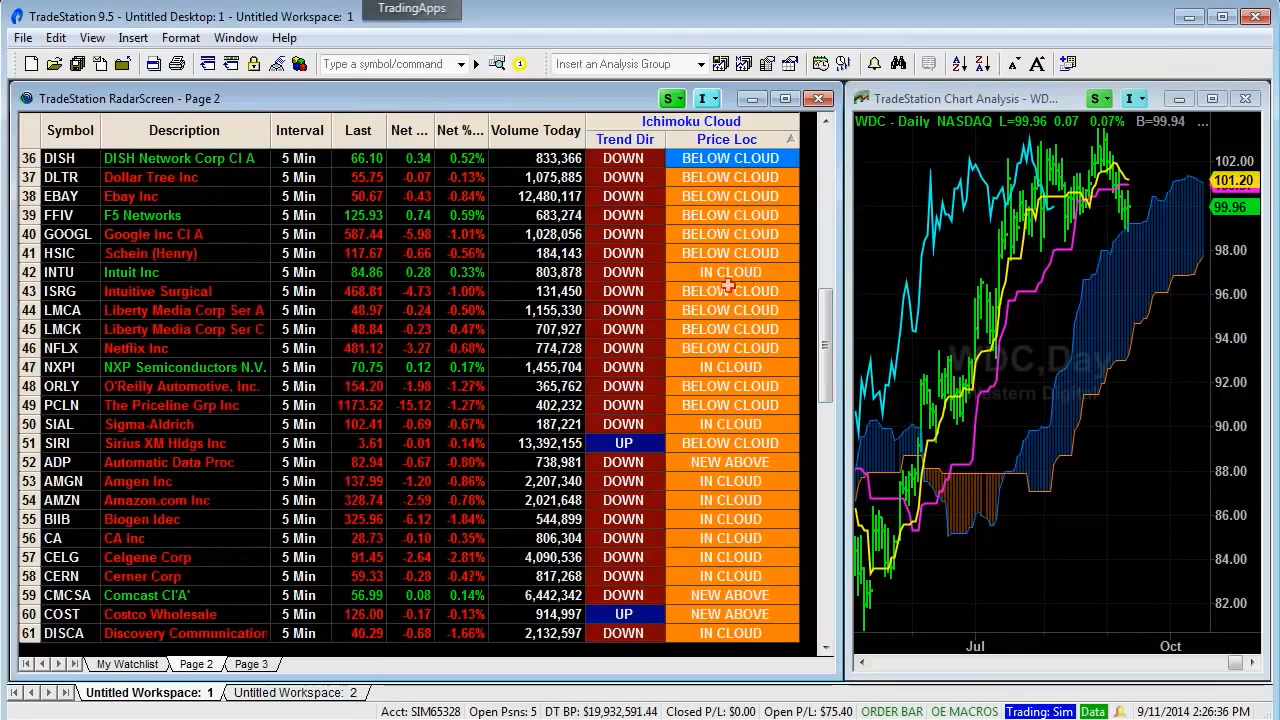 TradeStation 9.5 - Untitled Desktop: 1 - Untitled Workspace: 1
TradingApps
File Edit View Insert Format Window Help
Type a symbol/command
Insert an Analysis Group
TradeStation RadarScreen - Page 2
S I
Ichimoku Cloud
Symbol Description Interval Last Net ... Net %... Volume Today Trend Dir Price Loc
36 DISH DISH Network Corp Cl A 5 Min 66.10 0.34 0.52% 833,366 DOWN BELOW CLOUD
37 DLTR Dollar Tree Inc 5 Min 55.75 -0.07 -0.13% 1,075,885 DOWN BELOW CLOUD
38 EBAY Ebay Inc 5 Min 50.67 -0.43 -0.84% 12,480,117 DOWN BELOW CLOUD
39 FFIV F5 Networks 5 Min 125.93 0.74 0.59% 683,274 DOWN BELOW CLOUD
40 GOOGL Google Inc Cl A 5 Min 587.44 -5.98 -1.01% 1,028,056 DOWN BELOW CLOUD
41 HSIC Schein (Henry) 5 Min 117.67 -0.66 -0.56% 184,143 DOWN BELOW CLOUD
42 INTU Intuit Inc 5 Min 84.86 0.28 0.33% 803,878 DOWN IN CLOUD
43 ISRG Intuitive Surgical 5 Min 468.81 -4.73 -1.00% 131,450 DOWN BELOW CLOUD
44 LMCA Liberty Media Corp Ser A 5 Min 48.97 -0.24 -0.50% 1,155,330 DOWN BELOW CLOUD
45 LMCK Liberty Media Corp Ser C 5 Min 48.84 -0.23 -0.47% 707,927 DOWN BELOW CLOUD
46 NFLX Netflix Inc 5 Min 481.12 -3.27 -0.68% 774,728 DOWN BELOW CLOUD
47 NXPI NXP Semiconductors N.V. 5 Min 70.75 0.12 0.17% 1,455,704 DOWN IN CLOUD
48 ORLY O'Reilly Automotive, Inc. 5 Min 154.20 -1.98 -1.27% 365,762 DOWN BELOW CLOUD
49 PCLN The Priceline Grp Inc 5 Min 1173.52 -15.12 -1.27% 402,232 DOWN BELOW CLOUD
50 SIAL Sigma-Aldrich 5 Min 102.41 -0.69 -0.67% 187,221 DOWN IN CLOUD
51 SIRI Sirius XM Hldgs Inc 5 Min 3.61 -0.01 -0.14% 13,392,155 UP BELOW CLOUD
52 ADP Automatic Data Proc 5 Min 82.94 -0.67 -0.80% 738,981 DOWN NEW ABOVE
53 AMGN Amgen Inc 5 Min 137.99 -1.20 -0.86% 2,207,340 DOWN IN CLOUD
54 AMZN Amazon.com Inc 5 Min 328.74 -2.59 -0.78% 2,021,648 DOWN IN CLOUD
55 BIIB Biogen Idec 5 Min 325.96 -6.12 -1.84% 544,899 DOWN IN CLOUD
56 CA CA Inc 5 Min 28.73 -0.10 -0.35% 806,304 DOWN IN CLOUD
57 CELG Celgene Corp 5 Min 91.45 -2.64 -2.81% 4,090,536 DOWN IN CLOUD
58 CERN Cerner Corp 5 Min 59.33 -0.28 -0.47% 817,268 DOWN IN CLOUD
59 CMCSA Comcast Cl'A' 5 Min 56.99 0.08 0.14% 6,442,342 DOWN NEW ABOVE
60 COST Costco Wholesale 5 Min 126.00 -0.17 -0.13% 914,997 UP NEW ABOVE
61 DISCA Discovery Communication 5 Min 40.29 -0.68 -1.66% 2,132,597 DOWN IN CLOUD
My Watchlist Page 2 Page 3
TradeStation Chart Analysis - WD...
S I
WDC - Daily NASDAQ L=99.96 0.07 0.07% B=99.94 ...
102.00
101.20
99.96
98.00
96.00
94.00
92.00
90.00
88.00
86.00
84.00
82.00
WDC,Day
Western Digital
Jul Oct
Untitled Workspace: 1 Untitled Workspace: 2
Acct: SIM65328 Open Posns: 5 DT BP: $19,932,591.44 Closed P/L: $0.00 Open P/L: $75.40 ORDER BAR OE MACROS Trading: Sim Data 9/11/2014 2:26:36 PM